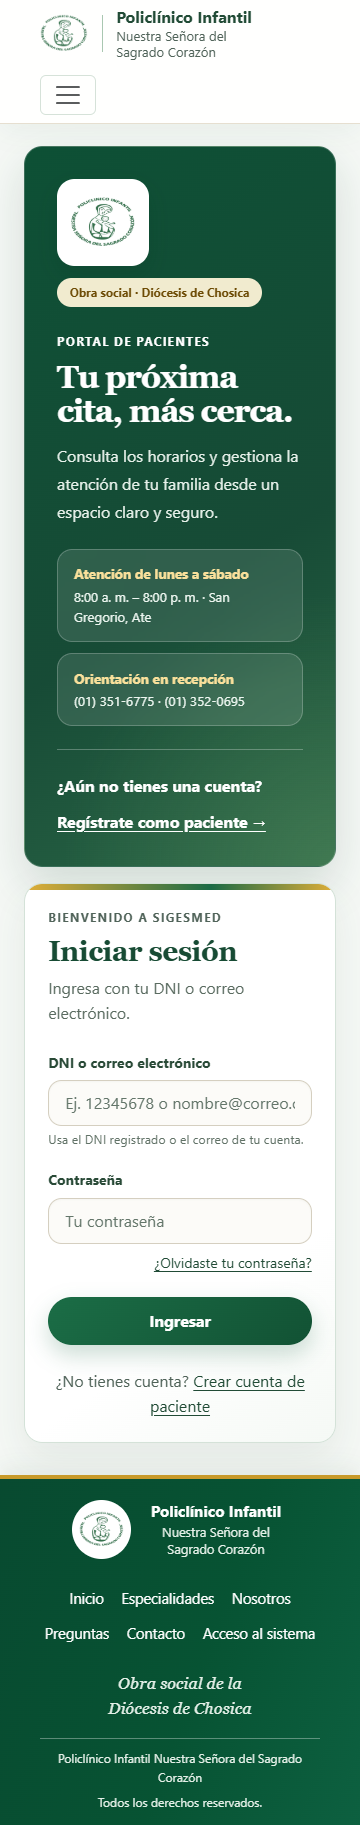 Policlínico Infantil
Nuestra Señora del
Sagrado Corazón
POLICLINICO INFANTIL
NUESTRA SEÑORA DEL SAGRADO CORAZON
Obra social · Diócesis de Chosica
PORTAL DE PACIENTES
Tu próxima
cita, más cerca.
Consulta los horarios y gestiona la
atención de tu familia desde un
espacio claro y seguro.
Atención de lunes a sábado
8:00 a. m. – 8:00 p. m. · San
Gregorio, Ate
Orientación en recepción
(01) 351-6775 · (01) 352-0695
¿Aún no tienes una cuenta?
Regístrate como paciente →
BIENVENIDO A SIGESMED
Iniciar sesión
Ingresa con tu DNI o correo
electrónico.
DNI o correo electrónico
Ej. 12345678 o nombre@correo.c
Usa el DNI registrado o el correo de tu cuenta.
Contraseña
Tu contraseña
¿Olvidaste tu contraseña?
Ingresar
¿No tienes cuenta? Crear cuenta de
paciente
Policlínico Infantil
Nuestra Señora del
Sagrado Corazón
Inicio Especialidades Nosotros
Preguntas Contacto Acceso al sistema
Obra social de la
Diócesis de Chosica
Policlínico Infantil Nuestra Señora del Sagrado
Corazón
Todos los derechos reservados.